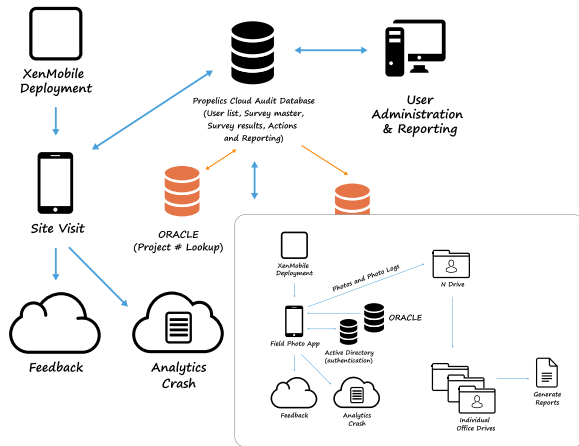 XenMobile
Deployment
Propelics Cloud Audit Database
(User list, Survey master,
Survey results, Actions
and Reporting)
User
Administration
& Reporting
Site Visit
ORACLE
(Project # Lookup)
Feedback
Analytics
Crash
XenMobile
Deployment
Photos and Photo Logs
N Drive
Field Photo App
ORACLE
Active Directory
(authentication)
Feedback
Analytics
Crash
Individual
Office Drives
Generate
Reports